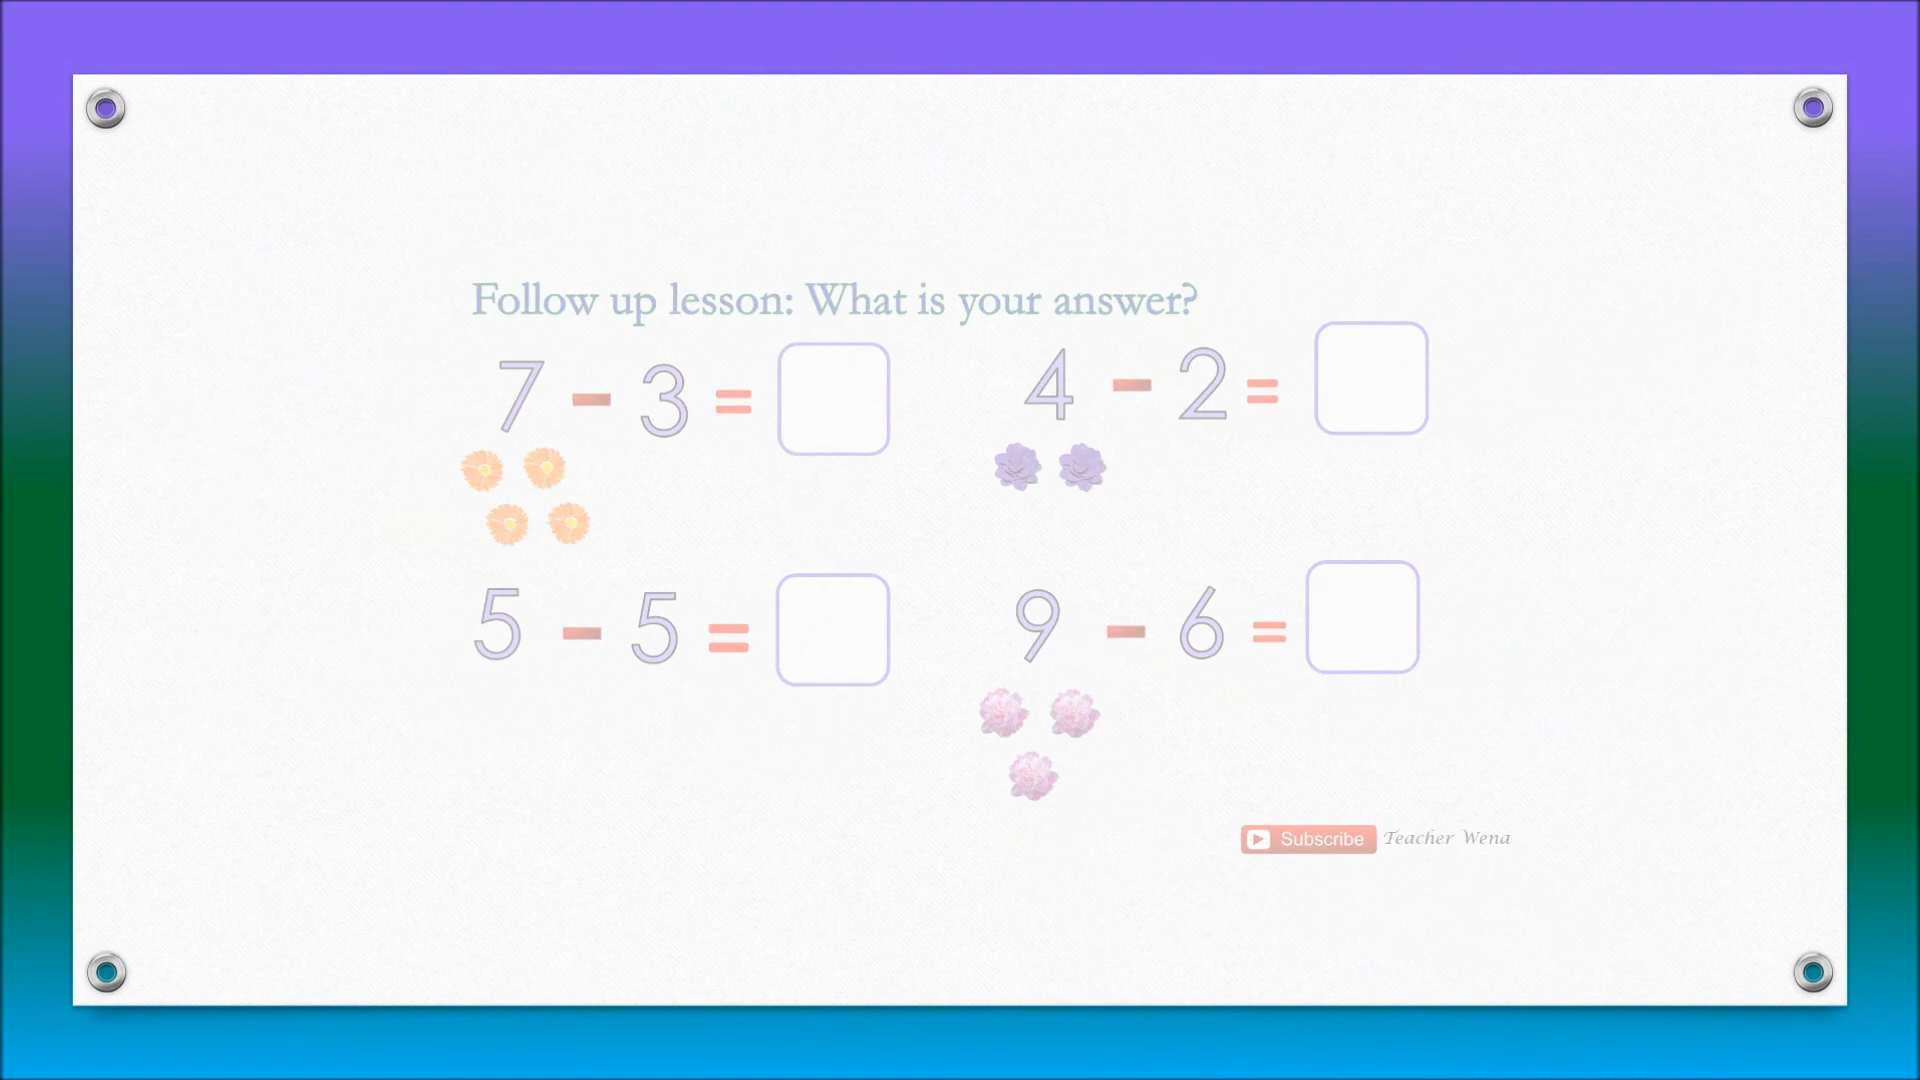 Follow up lesson: What is your answer?
7 - 3 =
4 - 2 =
5 - 5 =
9 - 6 =
Subscribe Teacher Wena